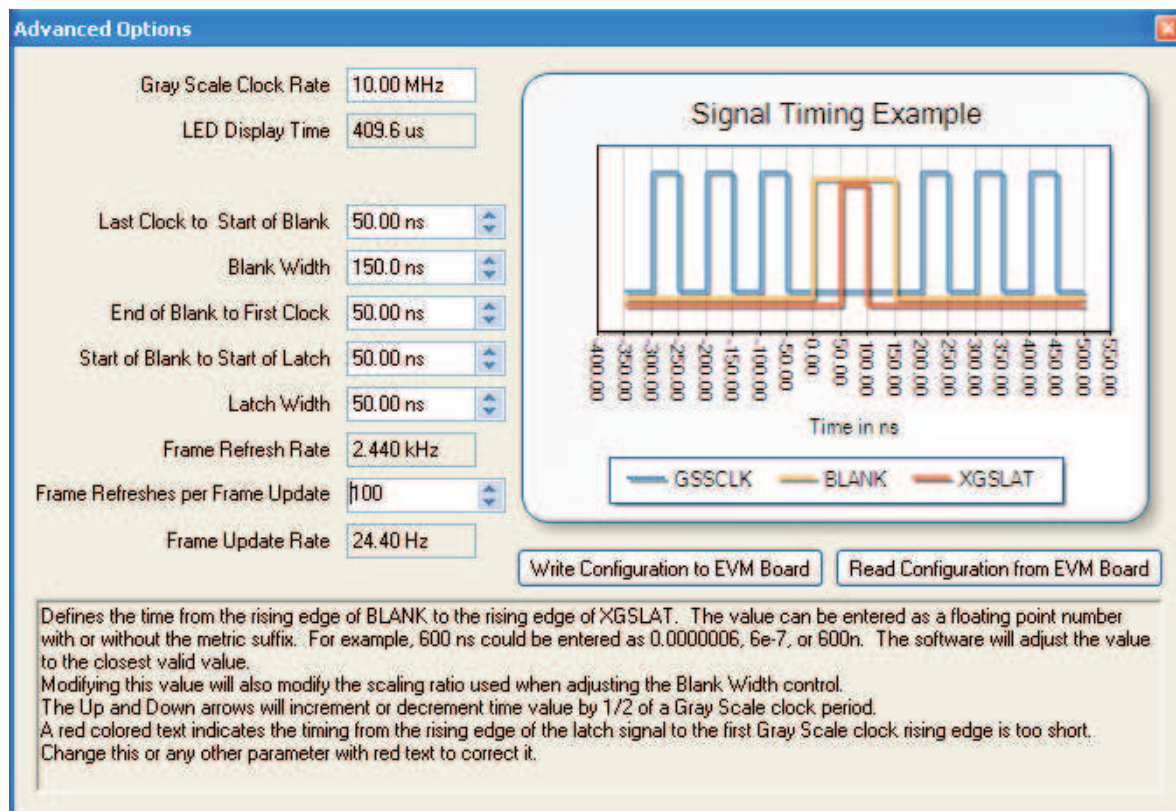 Advanced Options
Gray Scale Clock Rate 10.00 MHz
LED Display Time 409.6 us
Last Clock to Start of Blank 50.00 ns
Blank Width 150.0 ns
End of Blank to First Clock 50.00 ns
Start of Blank to Start of Latch 50.00 ns
Latch Width 50.00 ns
Frame Refresh Rate 2.440 kHz
Frame Refreshes per Frame Update 100
Frame Update Rate 24.40 Hz
Signal Timing Example
-400.00 -350.00 -300.00 -250.00 -200.00 -150.00 -100.00 -50.00 0.00 50.00 100.00 150.00 200.00 250.00 300.00 350.00 400.00 450.00 500.00 550.00
Time in ns
GSSCLK BLANK XGSLAT
Write Configuration to EVM Board Read Configuration from EVM Board
Defines the time from the rising edge of BLANK to the rising edge of XGSLAT. The value can be entered as a floating point number
with or without the metric suffix. For example, 600 ns could be entered as 0.0000006, 6e-7, or 600n. The software will adjust the value
to the closest valid value.
Modifying this value will also modify the scaling ratio used when adjusting the Blank Width control.
The Up and Down arrows will increment or decrement time value by 1/2 of a Gray Scale clock period.
A red colored text indicates the timing from the rising edge of the latch signal to the first Gray Scale clock rising edge is too short.
Change this or any other parameter with red text to correct it.